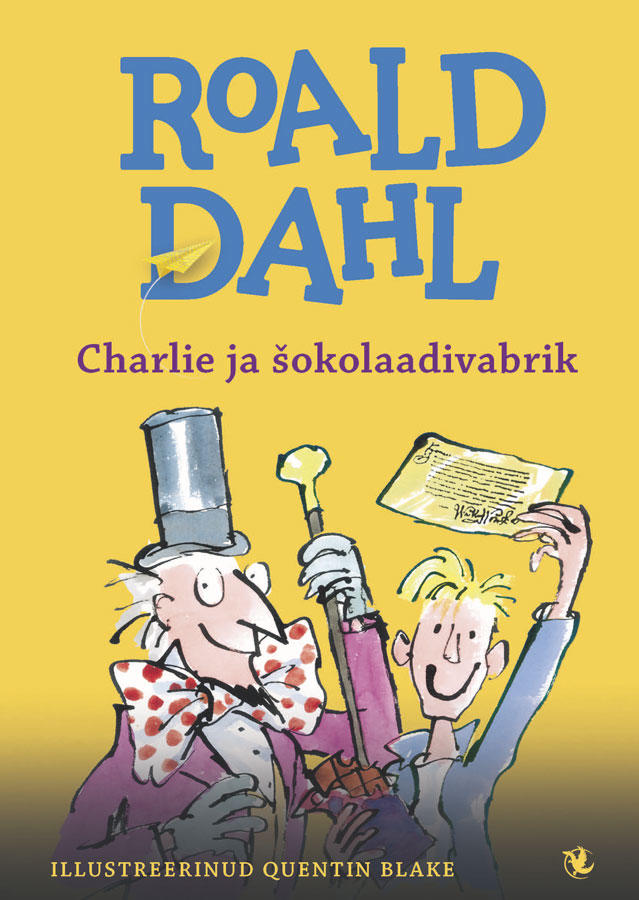 ROALD
DAHL
Charlie ja šokolaadivabrik
ILLUSTREERINUD QUENTIN BLAKE